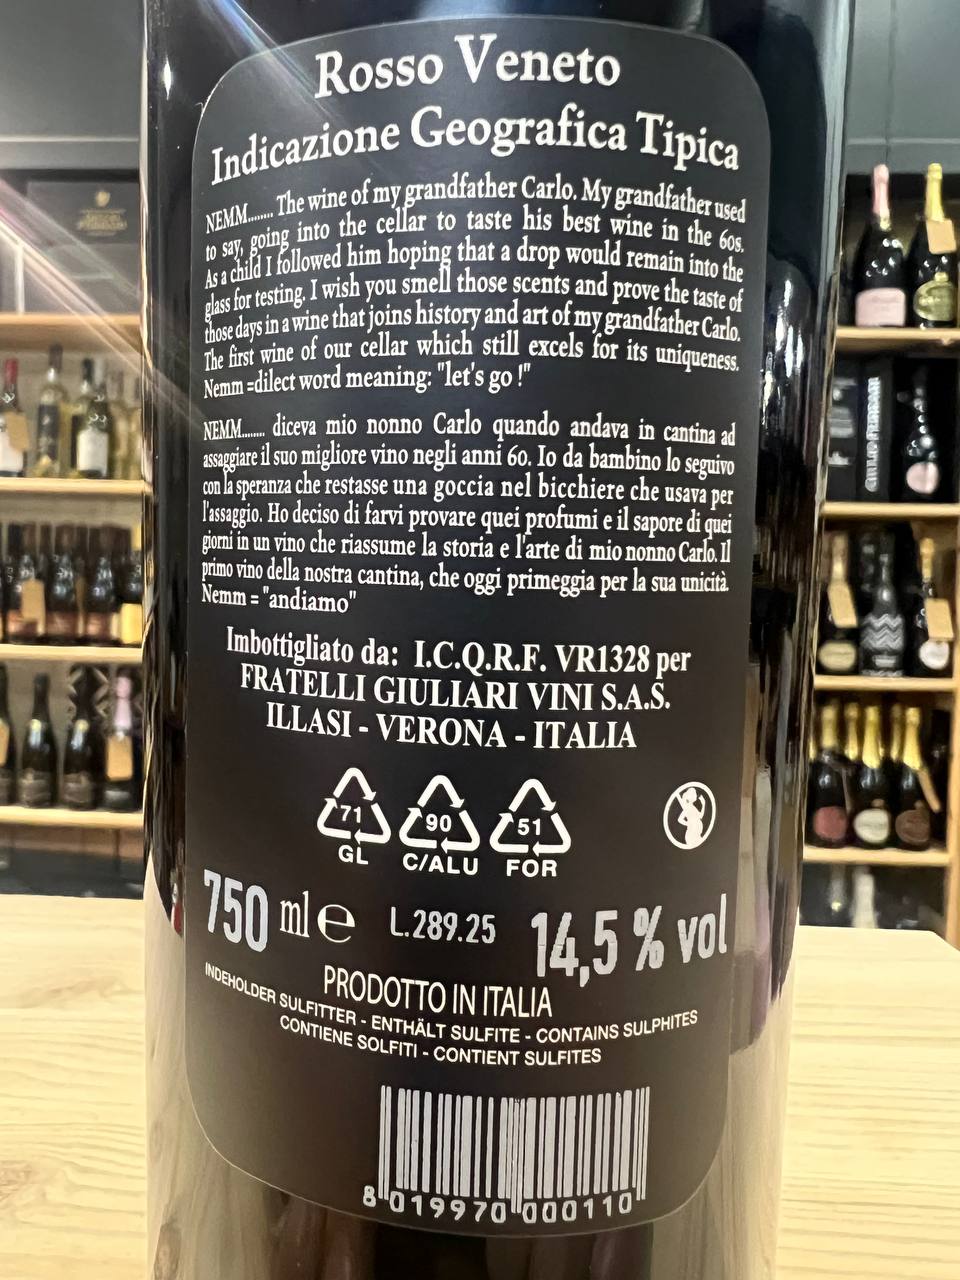 Rosso Veneto
Indicazione Geografica Tipica
NEMM....... The wine of my grandfather Carlo. My grandfather used
to say, going into the cellar to taste his best wine in the 60s.
As a child I followed him hoping that a drop would remain into the
glass for testing. I wish you smell those scents and prove the taste of
those days in a wine that joins history and art of my grandfather Carlo.
The first wine of our cellar which still excels for its uniqueness.
Nemm =dilect word meaning: "let's go !"
NEMM....... diceva mio nonno Carlo quando andava in cantina ad
assaggiare il suo migliore vino negli anni 60. Io da bambino lo seguivo
con la speranza che restasse una goccia nel bicchiere che usava per
l'assaggio. Ho deciso di farvi provare quei profumi e il sapore di quei
giorni in un vino che riassume la storia e l'arte di mio nonno Carlo. Il
primo vino della nostra cantina, che oggi primeggia per la sua unicità.
Nemm = "andiamo"
Imbottigliato da: I.C.Q.R.F. VR1328 per
FRATELLI GIULIARI VINI S.A.S.
ILLASI - VERONA - ITALIA
71 90 51
GL C/ALU FOR
750 ml e L.289.25 14,5 % vol
PRODOTTO IN ITALIA
INDEHOLDER SULFITTER - ENTHÄLT SULFITE - CONTAINS SULPHITES
CONTIENE SOLFITI - CONTIENT SULFITES
8 019970 000110